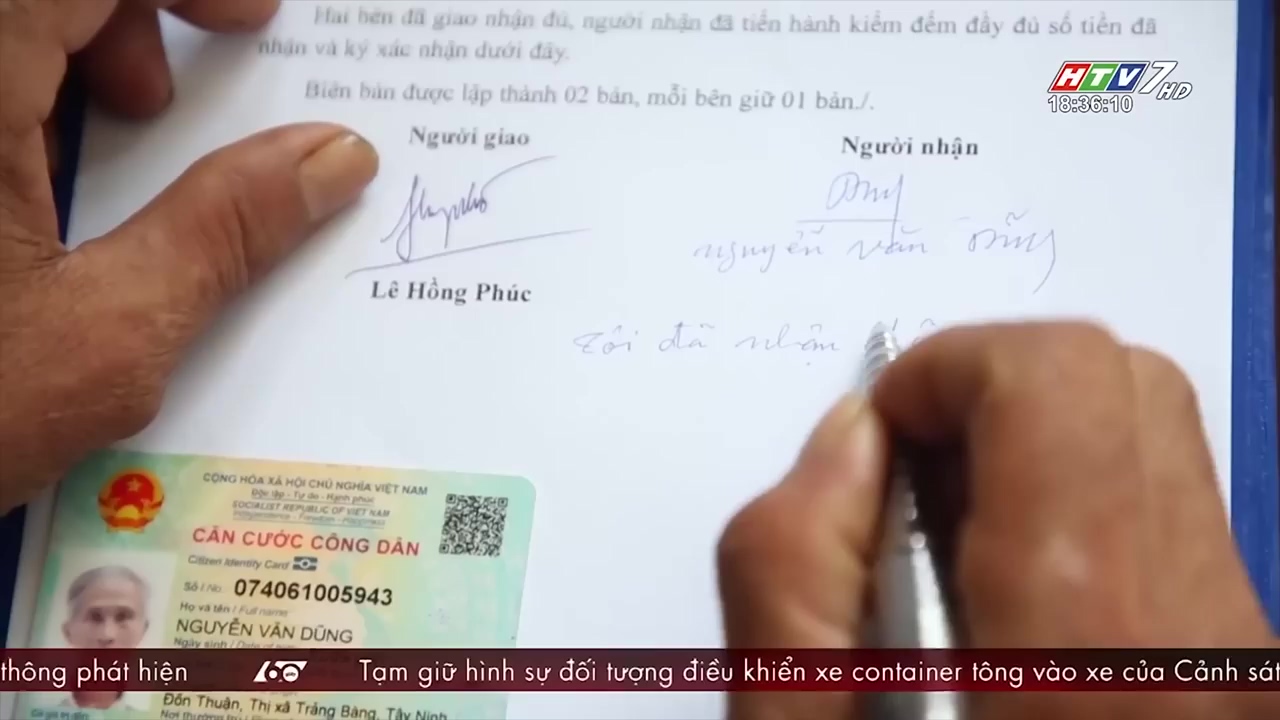 Hai bên đã giao nhận đủ, người nhận đã tiến hành kiểm đếm đầy đủ số tiền đã
nhận và ký xác nhận dưới đây.
Biên bản được lập thành 02 bản, mỗi bên giữ 01 bản./.
HTV7 HD
18:36:10
Người giao
Người nhận
Nguyễn Văn Dũng
Lê Hồng Phúc
Tôi đã nhận
CỘNG HÒA XÃ HỘI CHỦ NGHĨA VIỆT NAM
Độc lập - Tự do - Hạnh phúc
SOCIALIST REPUBLIC OF VIET NAM
Independence - Freedom - Happiness
CĂN CƯỚC CÔNG DÂN
Citizen Identity Card
Số / No. 074061005943
Họ và tên / Full name
NGUYỄN VĂN DŨNG
Ngày sinh / Date of
thông phát hiện 60 Tạm giữ hình sự đối tượng điều khiển xe container tông vào xe của Cảnh sát
Đôn Thuận, Thị xã Trảng Bàng, Tây Ninh
Nơi thường trú
Có giá trị đến